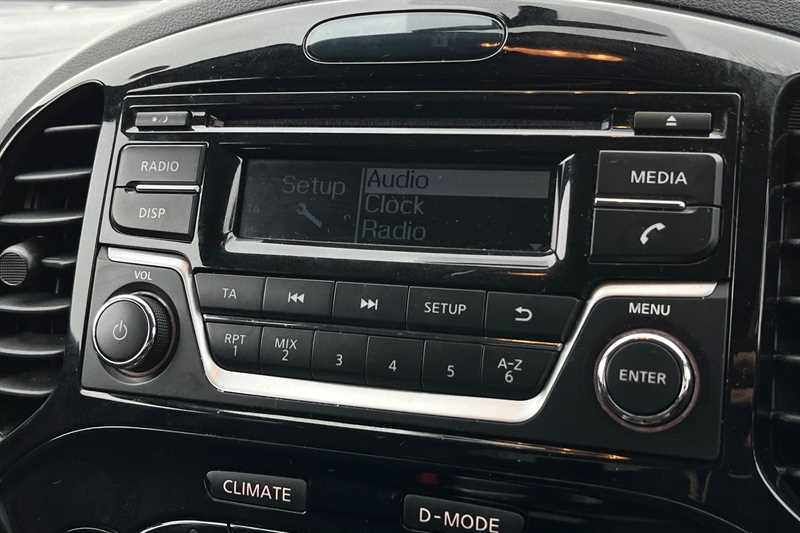 RADIO
DISP
Setup
Audio
Clock
Radio
MEDIA
VOL
TA
SETUP
MENU
RPT
1
MIX
2
3
4
5
A-Z
6
ENTER
CLIMATE
D-MODE